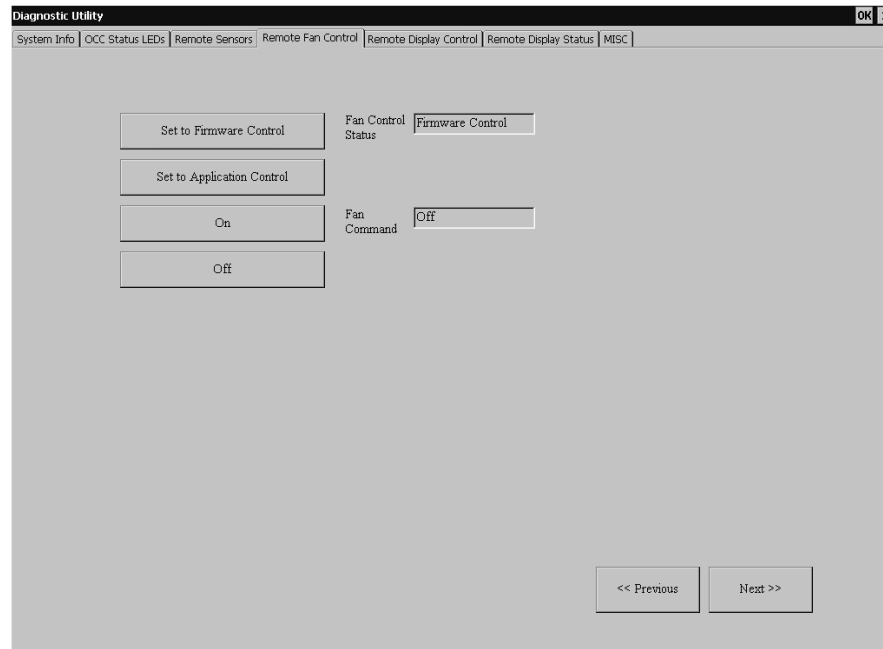 Diagnostic Utility OK
System Info OCC Status LEDs Remote Sensors Remote Fan Control Remote Display Control Remote Display Status MISC
Set to Firmware Control
Fan Control Status
Firmware Control
Set to Application Control
On
Fan Command
Off
Off
<< Previous
Next >>